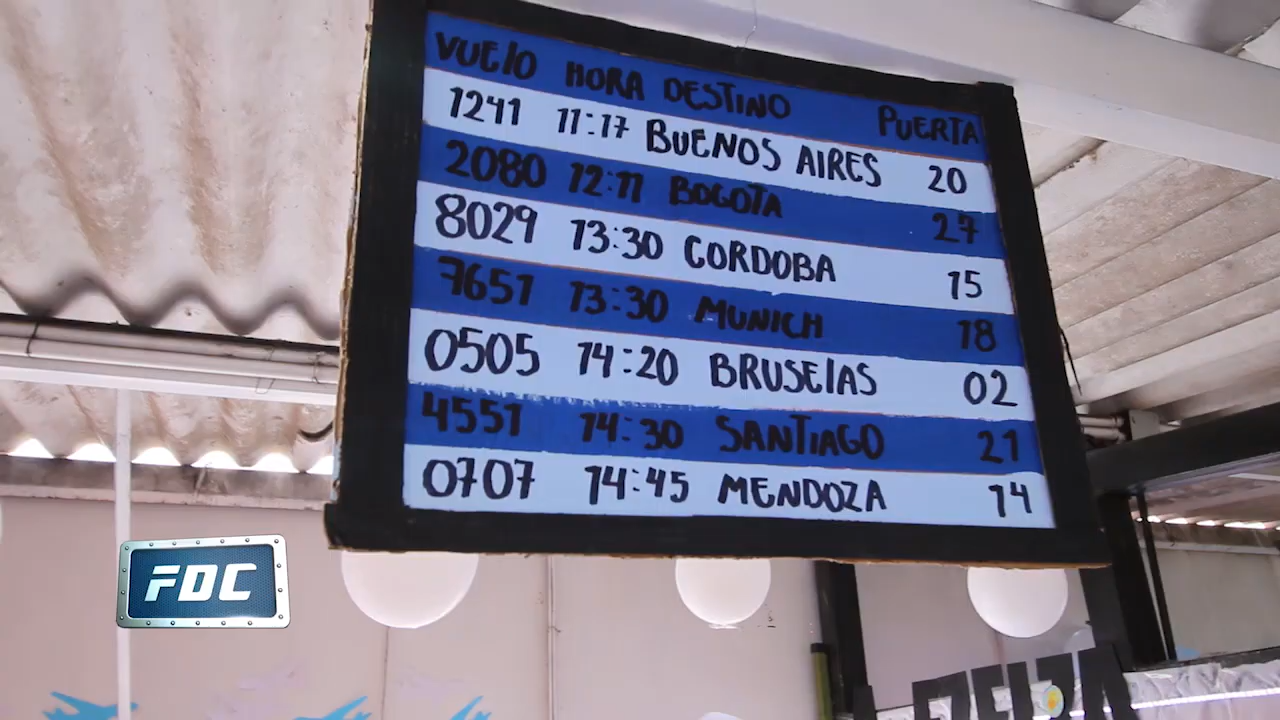 VUElO HORA DESTINO PUERTA
1241 11:17 BUENOS AIRES 20
2080 12:11 BOGOTA 27
8029 13:30 CORDOBA 15
7651 13:30 MUNICH 18
0505 14:20 BRUSElAS 02
4551 14:30 SANTIAGO 21
0707 14:45 MENDOZA 14
FDC
EZEIZA